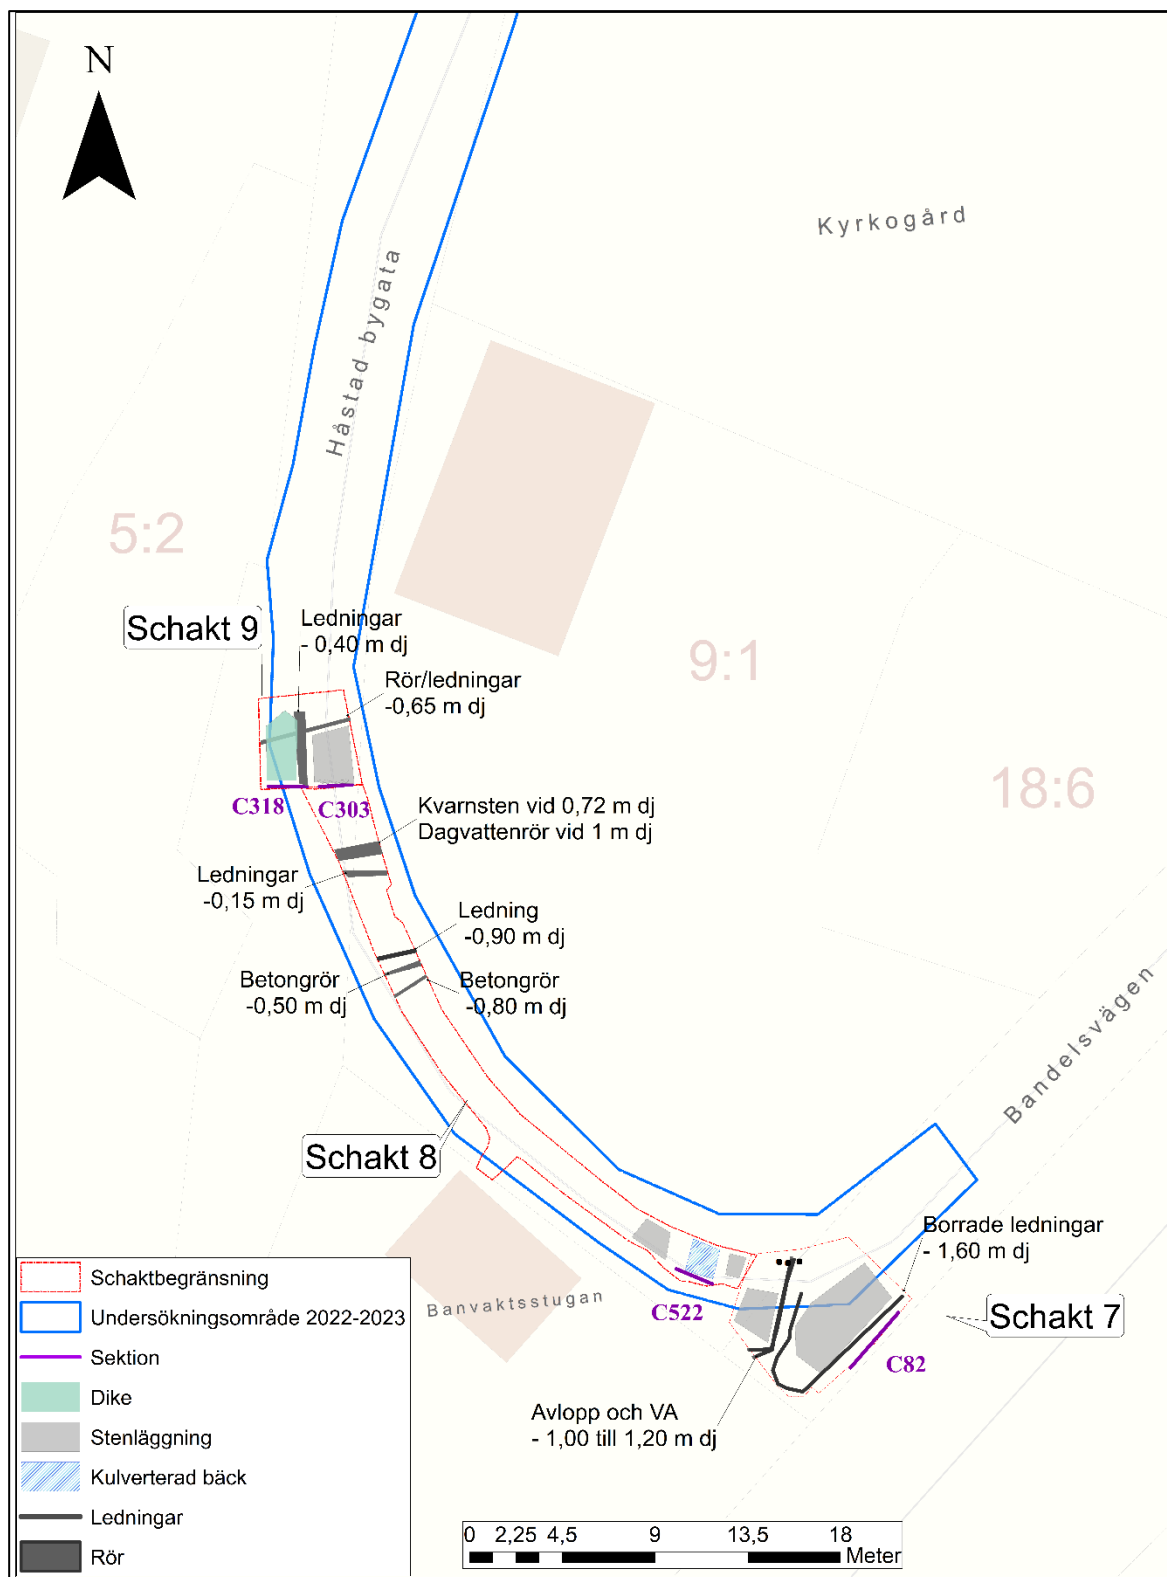 N
Kyrkogård
Håstad bygata
5:2
Schakt 9
Ledningar
- 0,40 m dj
Rör/ledningar
-0,65 m dj
9:1
18:6
C318
C303
Kvarnsten vid 0,72 m dj
Dagvattenrör vid 1 m dj
Ledningar
-0,15 m dj
Ledning
-0,90 m dj
Betongrör
-0,50 m dj
Betongrör
-0,80 m dj
Bandelsvägen
Schakt 8
Borrade ledningar
- 1,60 m dj
Banvaktsstugan
C522
Schakt 7
C82
Avlopp och VA
- 1,00 till 1,20 m dj
Schaktbegränsning
Undersökningsområde 2022-2023
Sektion
Dike
Stenläggning
Kulverterad bäck
Ledningar
Rör
0 2,25 4,5 9 13,5 18
Meter